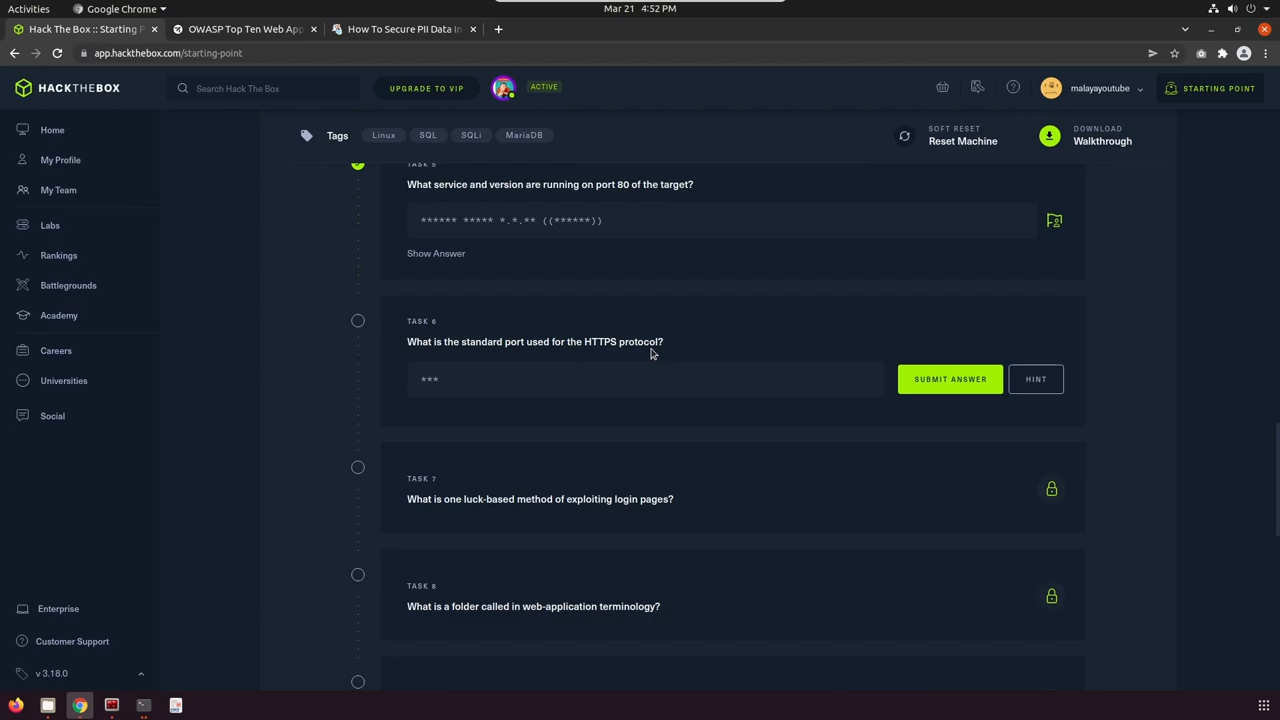 Activities
Google Chrome
Mar 21 4:52 PM
Hack The Box :: Starting P
OWASP Top Ten Web App
How To Secure PII Data In
app.hackthebox.com/starting-point
HACKTHEBOX
Search Hack The Box
UPGRADE TO VIP
ACTIVE
malayayoutube
STARTING POINT
Home
My Profile
My Team
Labs
Rankings
Battlegrounds
Academy
Careers
Universities
Social
Enterprise
Customer Support
v 3.18.0
Tags
Linux
SQL
SQLi
MariaDB
SOFT RESET
Reset Machine
DOWNLOAD
Walkthrough
TASK 5
What service and version are running on port 80 of the target?
****** ***** *.*.** ((******))
Show Answer
TASK 6
What is the standard port used for the HTTPS protocol?
***
SUBMIT ANSWER
HINT
TASK 7
What is one luck-based method of exploiting login pages?
TASK 8
What is a folder called in web-application terminology?